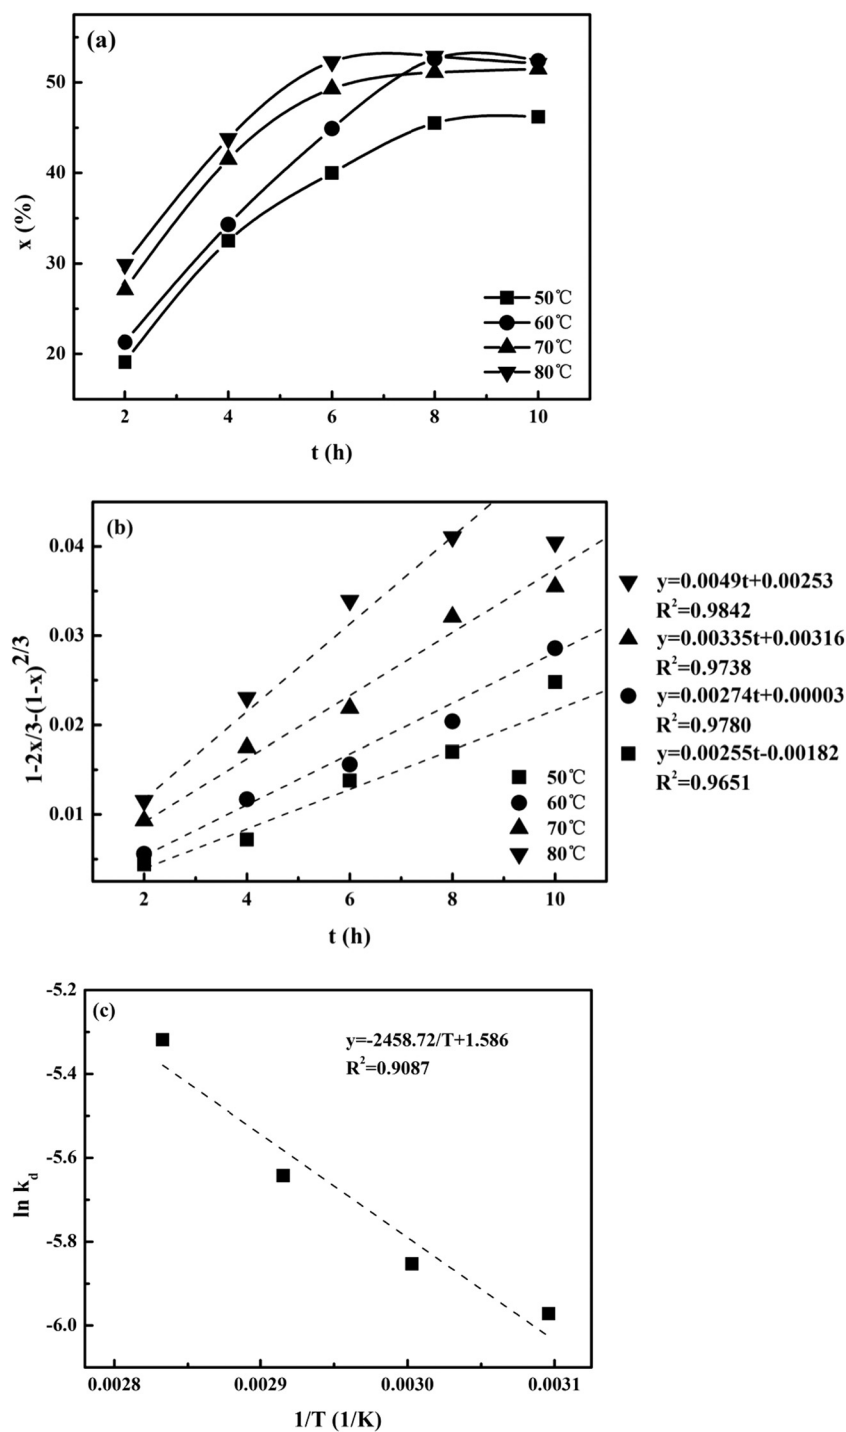 (a)
50
40
30
20
x (%)
50℃
60℃
70℃
80℃
2 4 6 8 10
t (h)
(b)
0.04
0.03
0.02
0.01
1-2x/3-(1-x)^2/3
50℃
60℃
70℃
80℃
2 4 6 8 10
t (h)
y=0.0049t+0.00253
R²=0.9842
y=0.00335t+0.00316
R²=0.9738
y=0.00274t+0.00003
R²=0.9780
y=0.00255t-0.00182
R²=0.9651
(c)
-5.2
-5.4
-5.6
-5.8
-6.0
ln k_d
y=-2458.72/T+1.586
R²=0.9087
0.0028 0.0029 0.0030 0.0031
1/T (1/K)